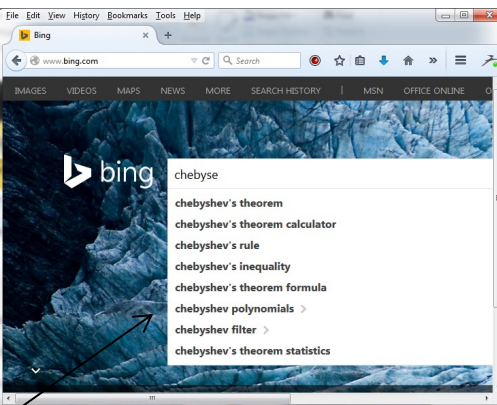 File Edit View History Bookmarks Tools Help
Bing
www.bing.com Search
IMAGES VIDEOS MAPS NEWS MORE SEARCH HISTORY | MSN OFFICE ONLINE
bing chebyse
chebyshev's theorem
chebyshev's theorem calculator
chebyshev's rule
chebyshev's inequality
chebyshev's theorem formula
chebyshev polynomials >
chebyshev filter >
chebyshev's theorem statistics